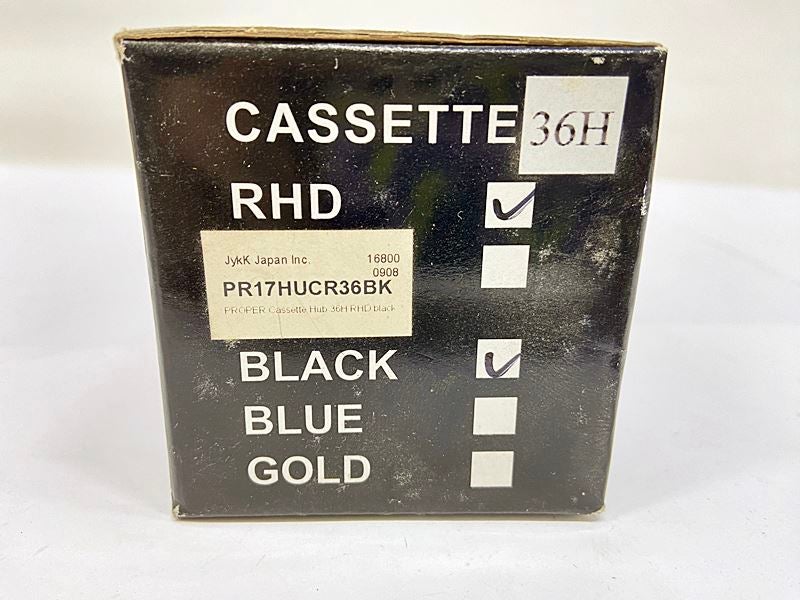 CASSETTE 36H
RHD
JykK Japan Inc. 16800
0908
PR17HUCR36BK
PROPER Cassette Hub 36H RHD black
BLACK
BLUE
GOLD